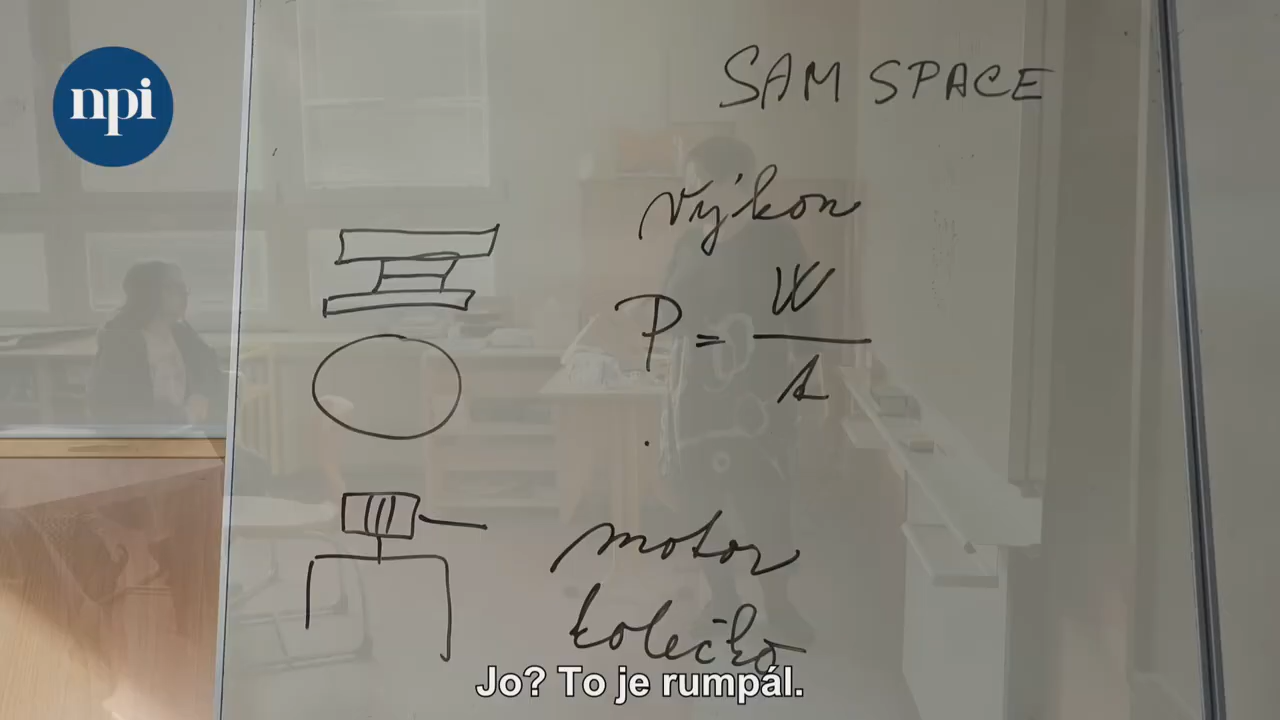 npi
SAM SPACE
výkon
P = W
t
motor
kolečko
Jo? To je rumpál.